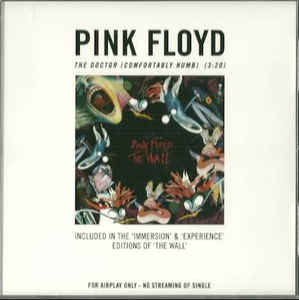 PINK FLOYD
THE DOCTOR (COMFORTABLY NUMB) (3:20)
Pink Floyd
The Wall
INCLUDED IN THE 'IMMERSION' & 'EXPERIENCE'
EDITIONS OF 'THE WALL'
FOR AIRPLAY ONLY - NO STREAMING OF SINGLE